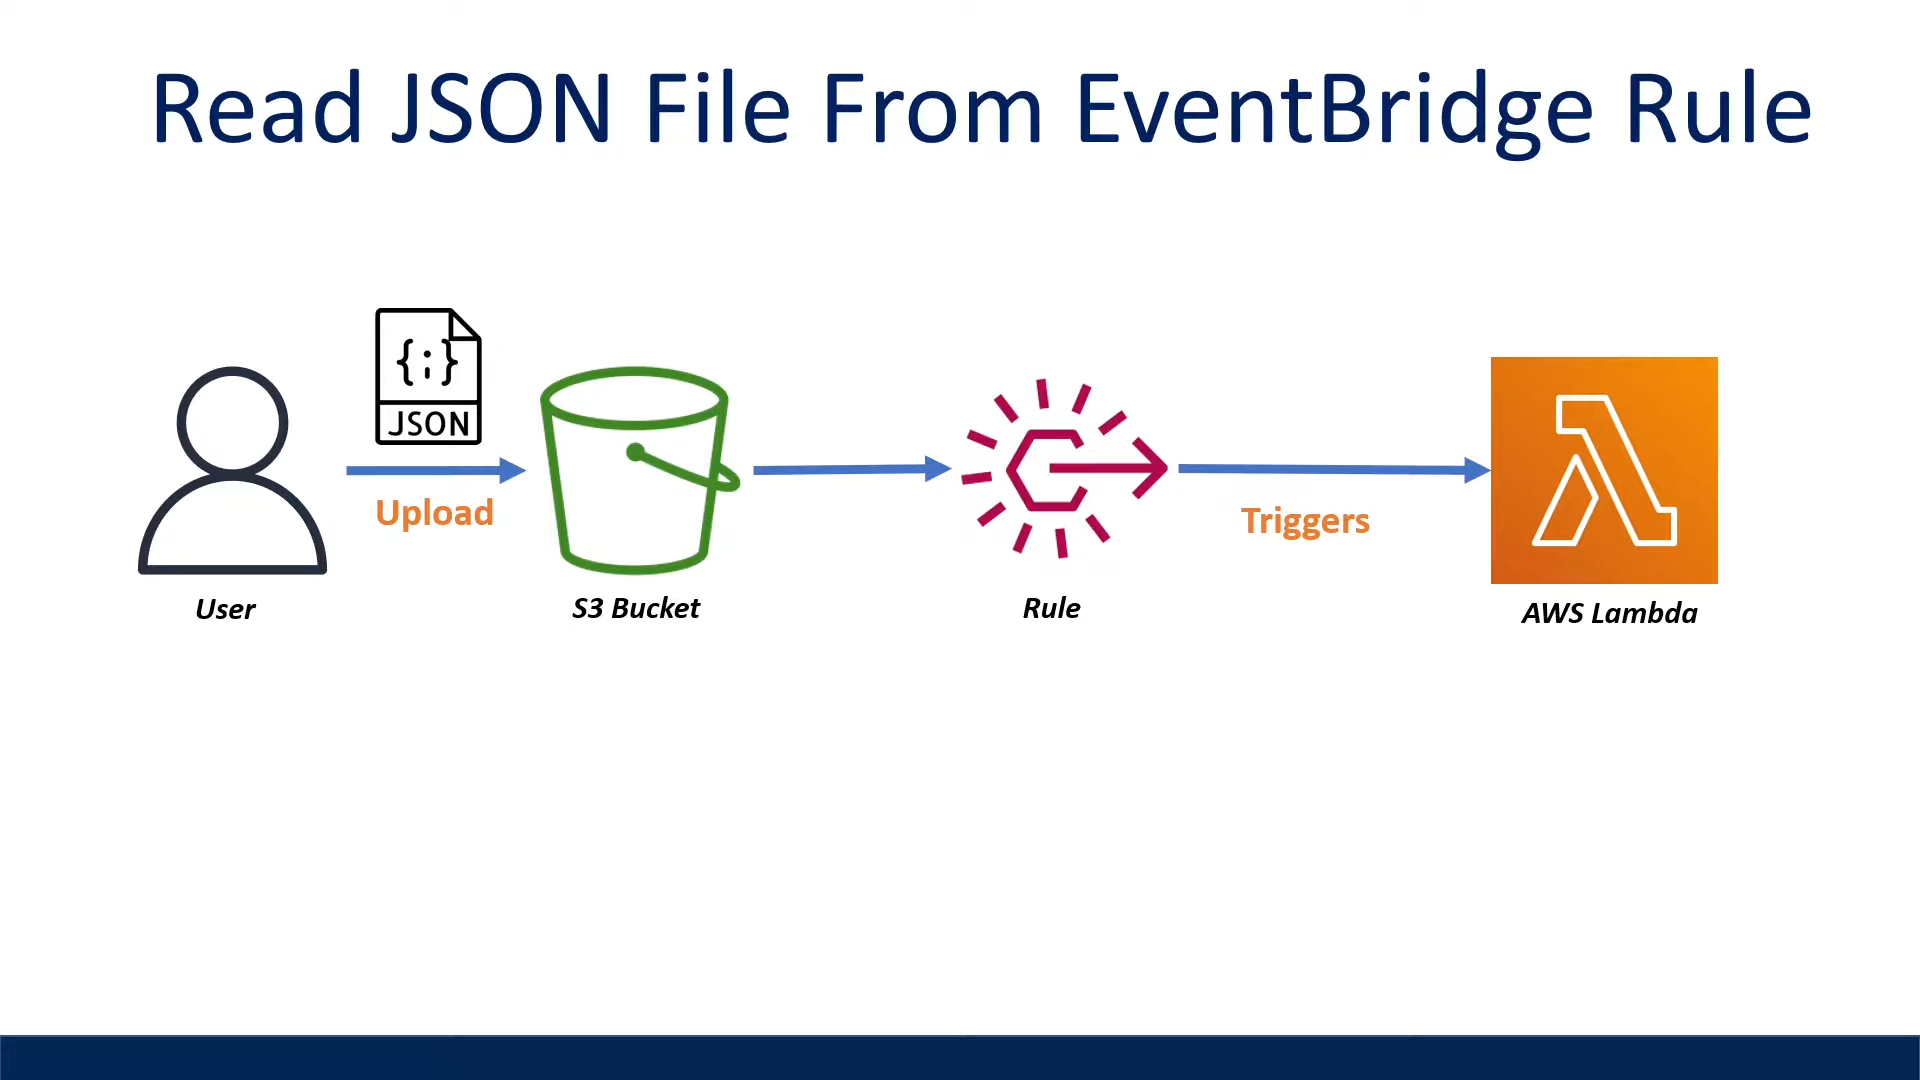 Read JSON File From EventBridge Rule
{;}
JSON
Upload
Triggers
User
S3 Bucket
Rule
AWS Lambda